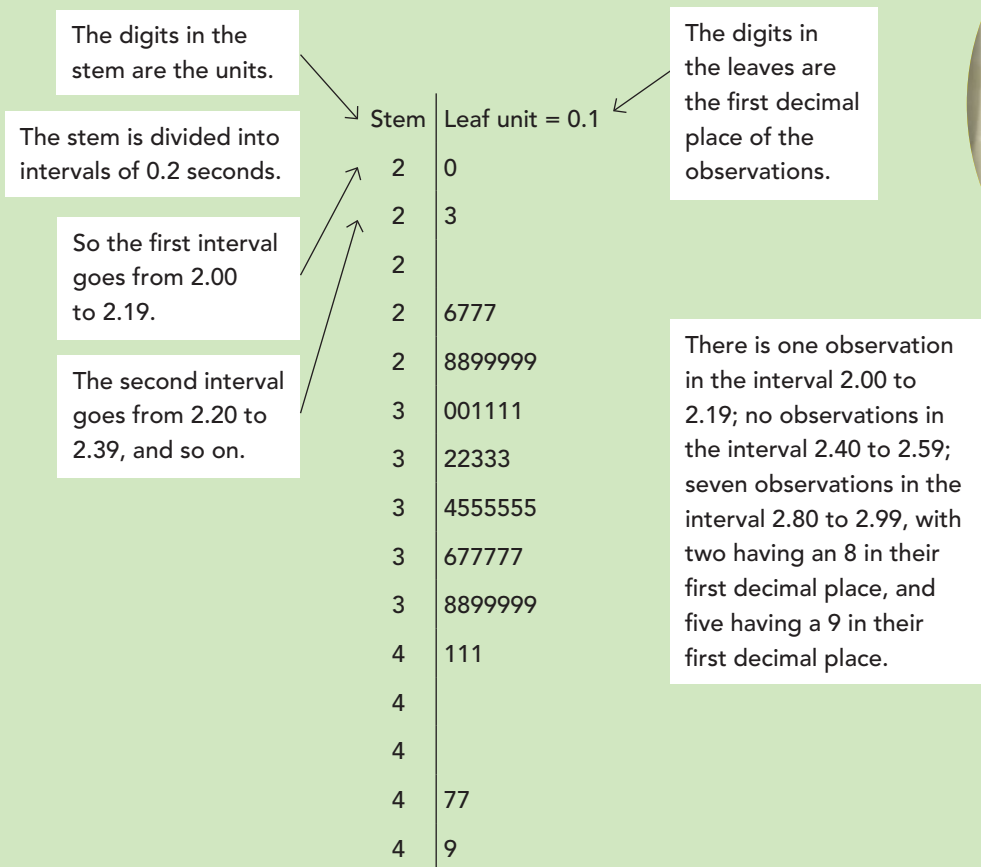 The digits in the
stem are the units.
The stem is divided into
intervals of 0.2 seconds.
So the first interval
goes from 2.00
to 2.19.
The second interval
goes from 2.20 to
2.39, and so on.
Stem Leaf unit = 0.1
2 0
2 3
2
2 6777
2 8899999
3 001111
3 22333
3 4555555
3 677777
3 8899999
4 111
4
4
4 77
4 9
The digits in
the leaves are
the first decimal
place of the
observations.
There is one observation
in the interval 2.00 to
2.19; no observations in
the interval 2.40 to 2.59;
seven observations in the
interval 2.80 to 2.99, with
two having an 8 in their
first decimal place, and
five having a 9 in their
first decimal place.